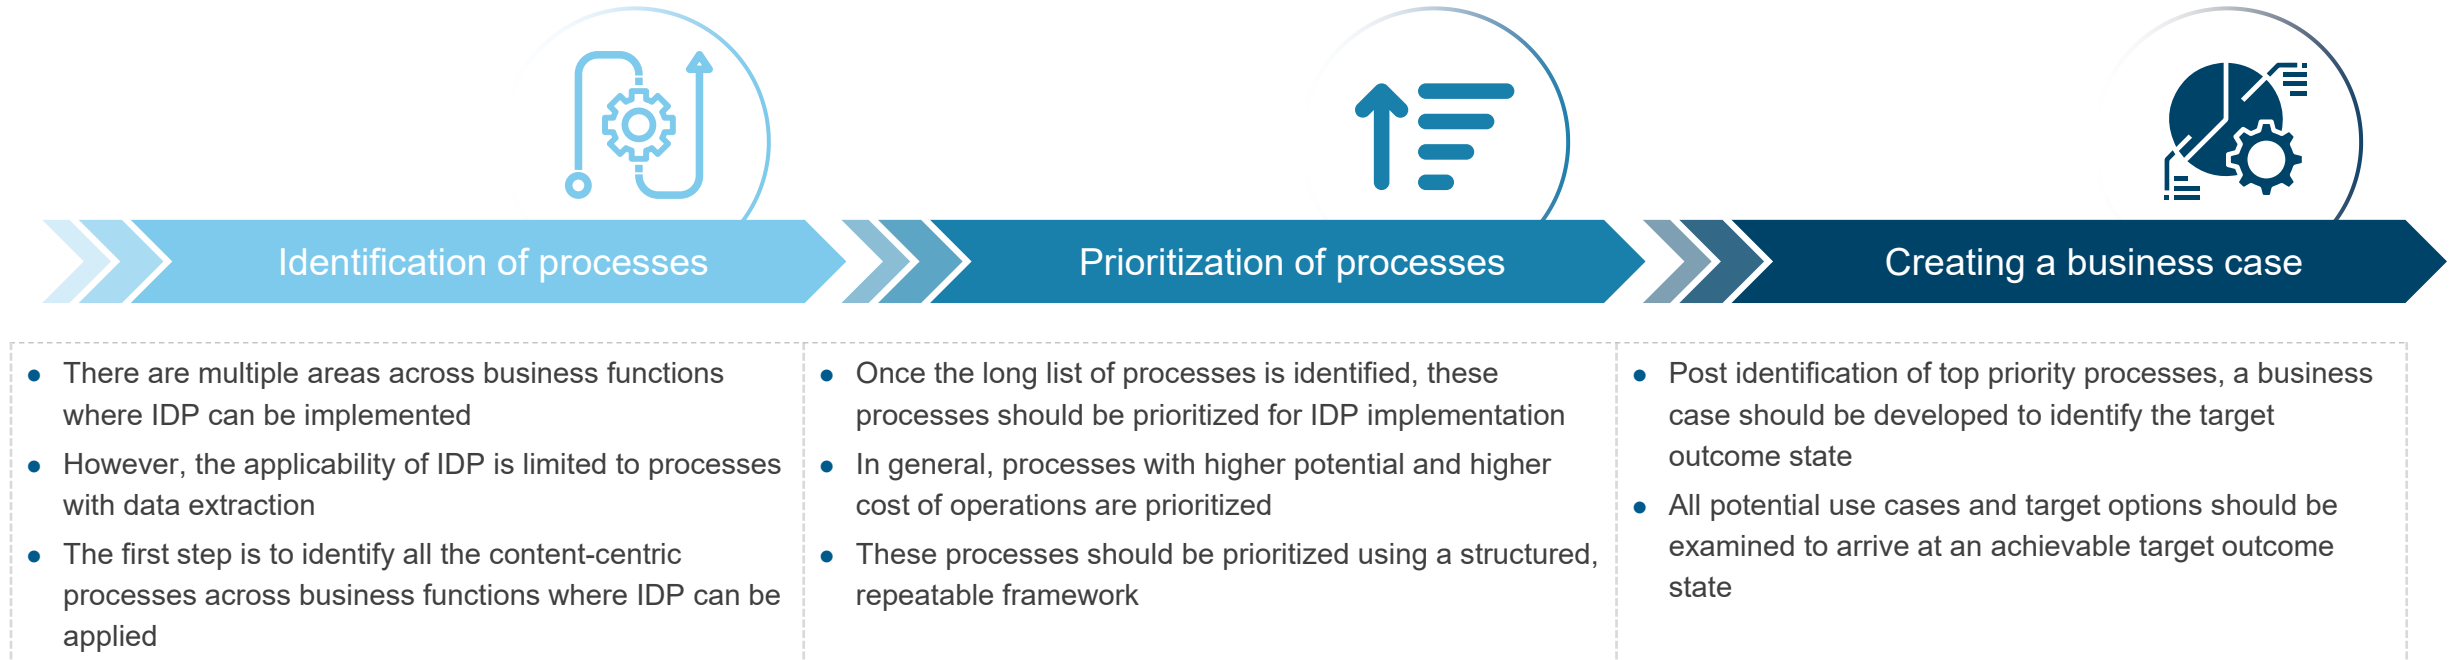 Identification of processes
Prioritization of processes
Creating a business case
There are multiple areas across business functions
where IDP can be implemented
However, the applicability of IDP is limited to processes
with data extraction
The first step is to identify all the content-centric
processes across business functions where IDP can be
applied
Once the long list of processes is identified, these
processes should be prioritized for IDP implementation
In general, processes with higher potential and higher
cost of operations are prioritized
These processes should be prioritized using a structured,
repeatable framework
Post identification of top priority processes, a business
case should be developed to identify the target
outcome state
All potential use cases and target options should be
examined to arrive at an achievable target outcome
state